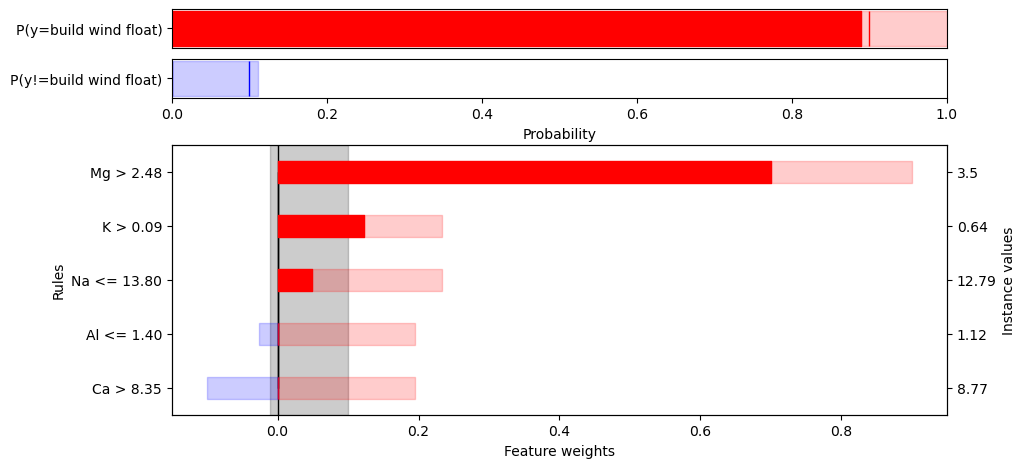 P(y=build wind float)
P(y!=build wind float)
0.0 0.2 0.4 0.6 0.8 1.0
Probability
Mg > 2.48 3.5
K > 0.09 0.64
Na <= 13.80 12.79
Al <= 1.40 1.12
Ca > 8.35 8.77
Rules
Instance values
0.0 0.2 0.4 0.6 0.8
Feature weights